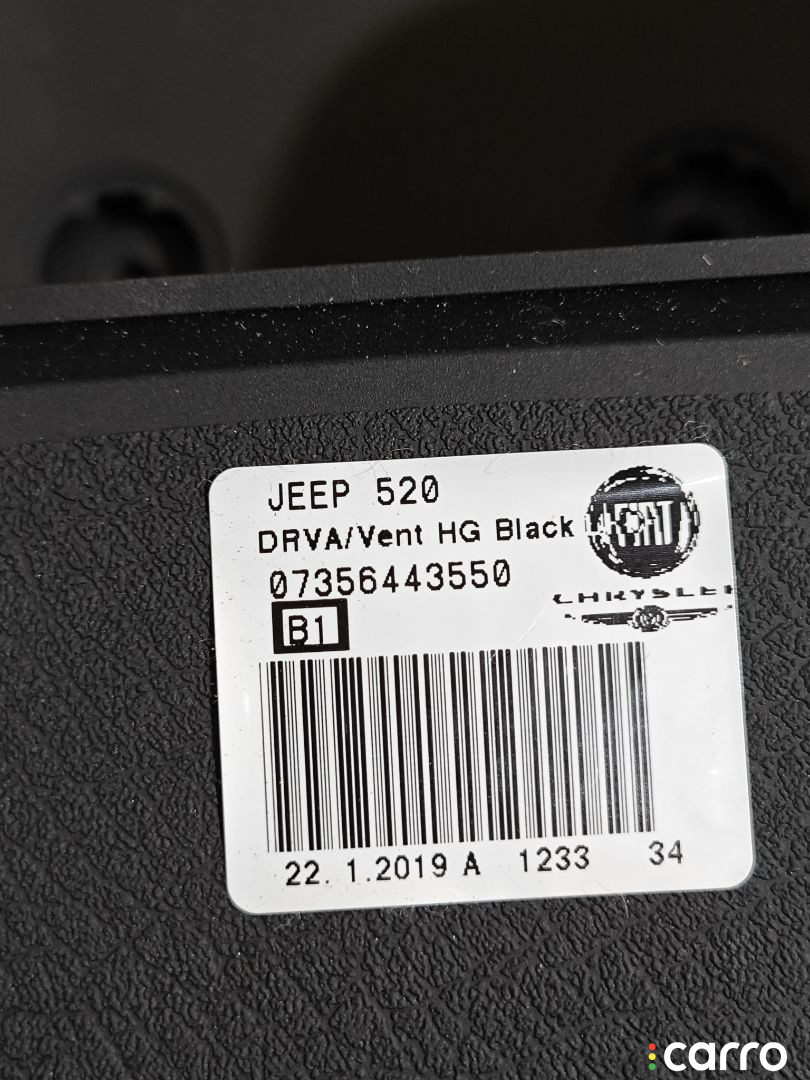 JEEP 520
DRVA/Vent HG Black
07356443550
B1
FIAT
CHRYSLER
22. 1.2019 A 1233 34
carro